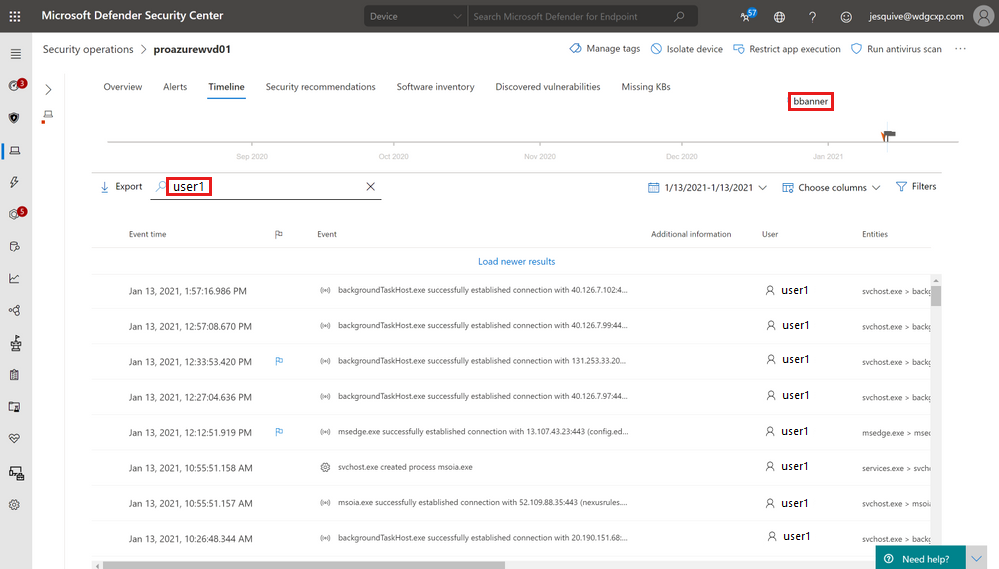 Microsoft Defender Security Center
Device
Search Microsoft Defender for Endpoint
57
?
jesquive@wdgcxp.com
Security operations > proazurewvd01
Manage tags
Isolate device
Restrict app execution
Run antivirus scan
...
3
5
Overview
Alerts
Timeline
Security recommendations
Software inventory
Discovered vulnerabilities
Missing KBs
bbanner
Sep 2020
Oct 2020
Nov 2020
Dec 2020
Jan 2021
Export
user1
1/13/2021-1/13/2021
Choose columns
Filters
Event time
Event
Additional information
User
Entities
Load newer results
Jan 13, 2021, 1:57:16.986 PM backgroundTaskHost.exe successfully established connection with 40.126.7.102:4... user1 svchost.exe > backg
Jan 13, 2021, 12:57:08.670 PM backgroundTaskHost.exe successfully established connection with 40.126.7.99:44... user1 svchost.exe > backg
Jan 13, 2021, 12:33:53.420 PM backgroundTaskHost.exe successfully established connection with 131.253.33.20... user1 svchost.exe > backg
Jan 13, 2021, 12:27:04.636 PM backgroundTaskHost.exe successfully established connection with 40.126.7.97:44... user1 svchost.exe > backg
Jan 13, 2021, 12:12:51.919 PM msedge.exe successfully established connection with 13.107.43.23:443 (config.ed... user1 msedge.exe > msed
Jan 13, 2021, 10:55:51.158 AM svchost.exe created process msoia.exe user1 services.exe > svch
Jan 13, 2021, 10:55:51.157 AM msoia.exe successfully established connection with 52.109.88.35:443 (nexusrules.... user1 svchost.exe > msoi
Jan 13, 2021, 10:26:48.344 AM backgroundTaskHost.exe successfully established connection with 20.190.151.68:... user1 svchost.exe > backg
Need help?